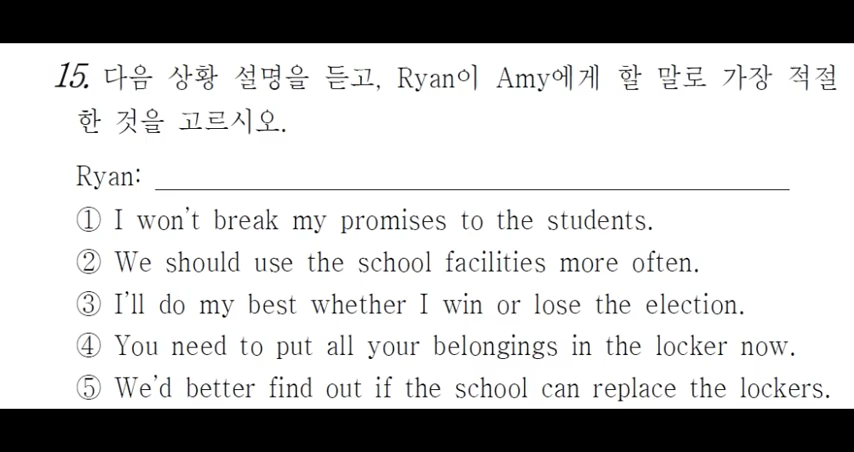 15. 다음 상황 설명을 듣고, Ryan이 Amy에게 할 말로 가장 적절
한 것을 고르시오.
Ryan:
① I won't break my promises to the students.
② We should use the school facilities more often.
③ I'll do my best whether I win or lose the election.
④ You need to put all your belongings in the locker now.
⑤ We'd better find out if the school can replace the lockers.